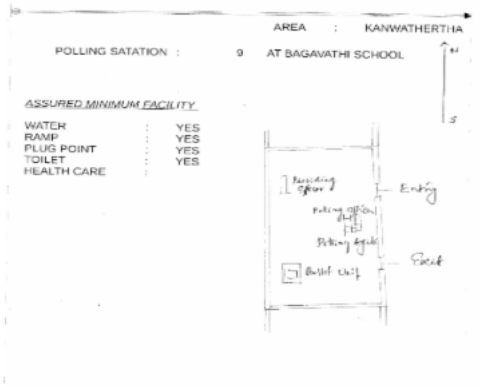 AREA : KANWATHERTHA
POLLING SATATION : 9 AT BAGAVATHI SCHOOL
N
S
ASSURED MINIMUM FACILITY
WATER : YES
RAMP : YES
PLUG POINT : YES
TOILET : YES
HEALTH CARE :
Presiding
officer
Entry
Polling officer
Polling Agents
Exit
Ballot Unit